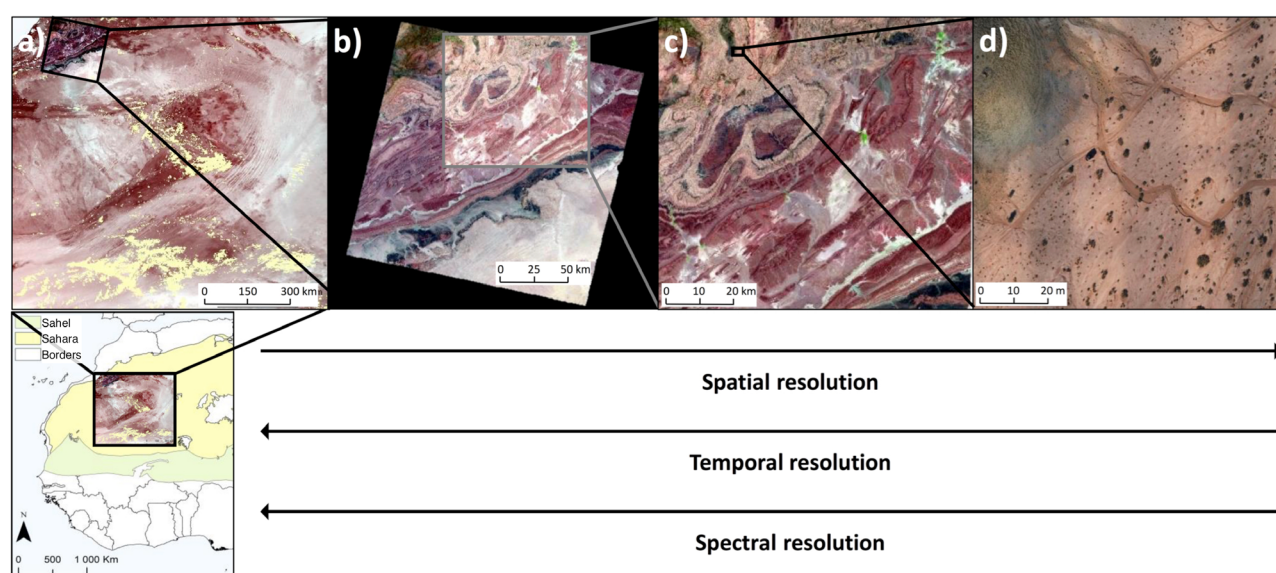 a)
b)
c)
d)
0 150 300 km
0 25 50 km
0 10 20 km
0 10 20 m
Sahel
Sahara
Borders
N
0 500 1 000 Km
Spatial resolution
Temporal resolution
Spectral resolution